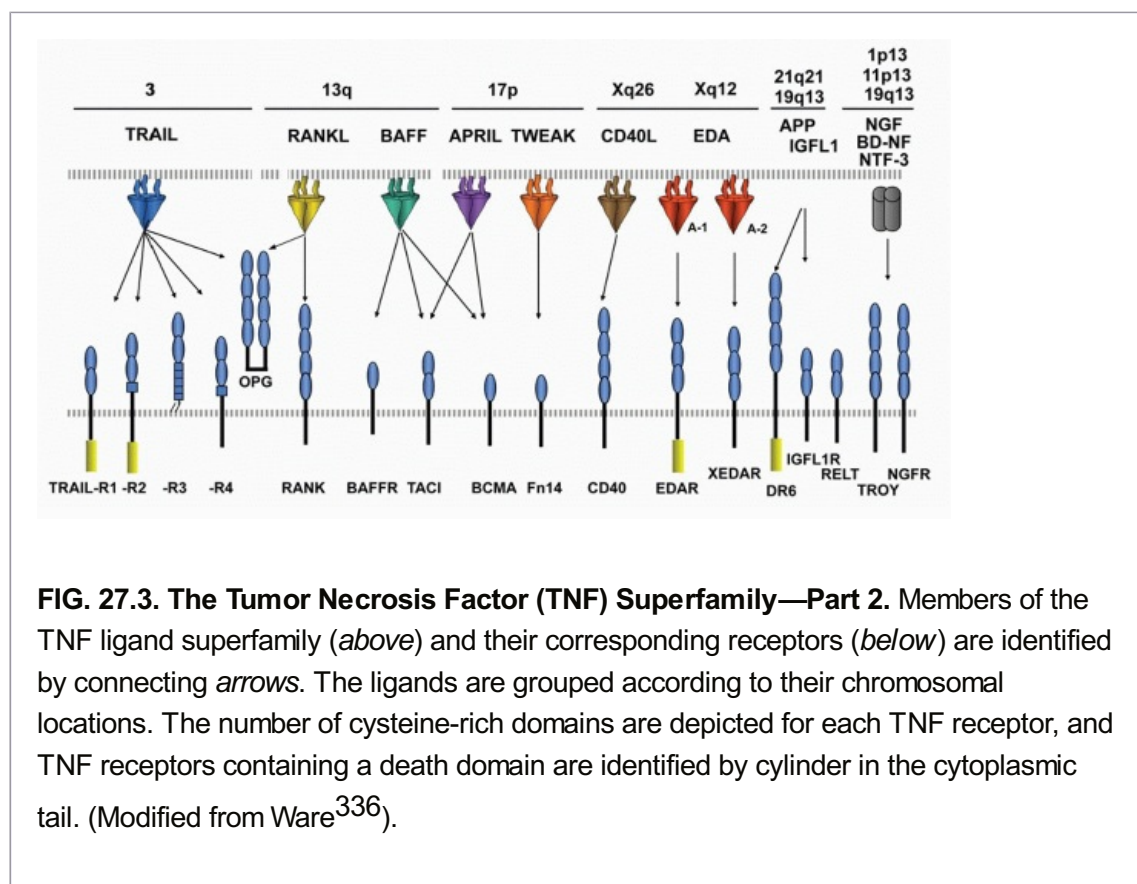 3 13q 17p Xq26 Xq12 21q21 1p13
19q13 11p13
19q13
TRAIL RANKL BAFF APRIL TWEAK CD40L EDA APP NGF
IGFL1 BD-NF
NTF-3
A-1 A-2
OPG
TRAIL-R1 -R2 -R3 -R4 RANK BAFFR TACI BCMA Fn14 CD40 EDAR XEDAR DR6 IGFL1R RELT TROY NGFR
FIG. 27.3. The Tumor Necrosis Factor (TNF) Superfamily—Part 2. Members of the
TNF ligand superfamily (above) and their corresponding receptors (below) are identified
by connecting arrows. The ligands are grouped according to their chromosomal
locations. The number of cysteine-rich domains are depicted for each TNF receptor, and
TNF receptors containing a death domain are identified by cylinder in the cytoplasmic
tail. (Modified from Ware336).